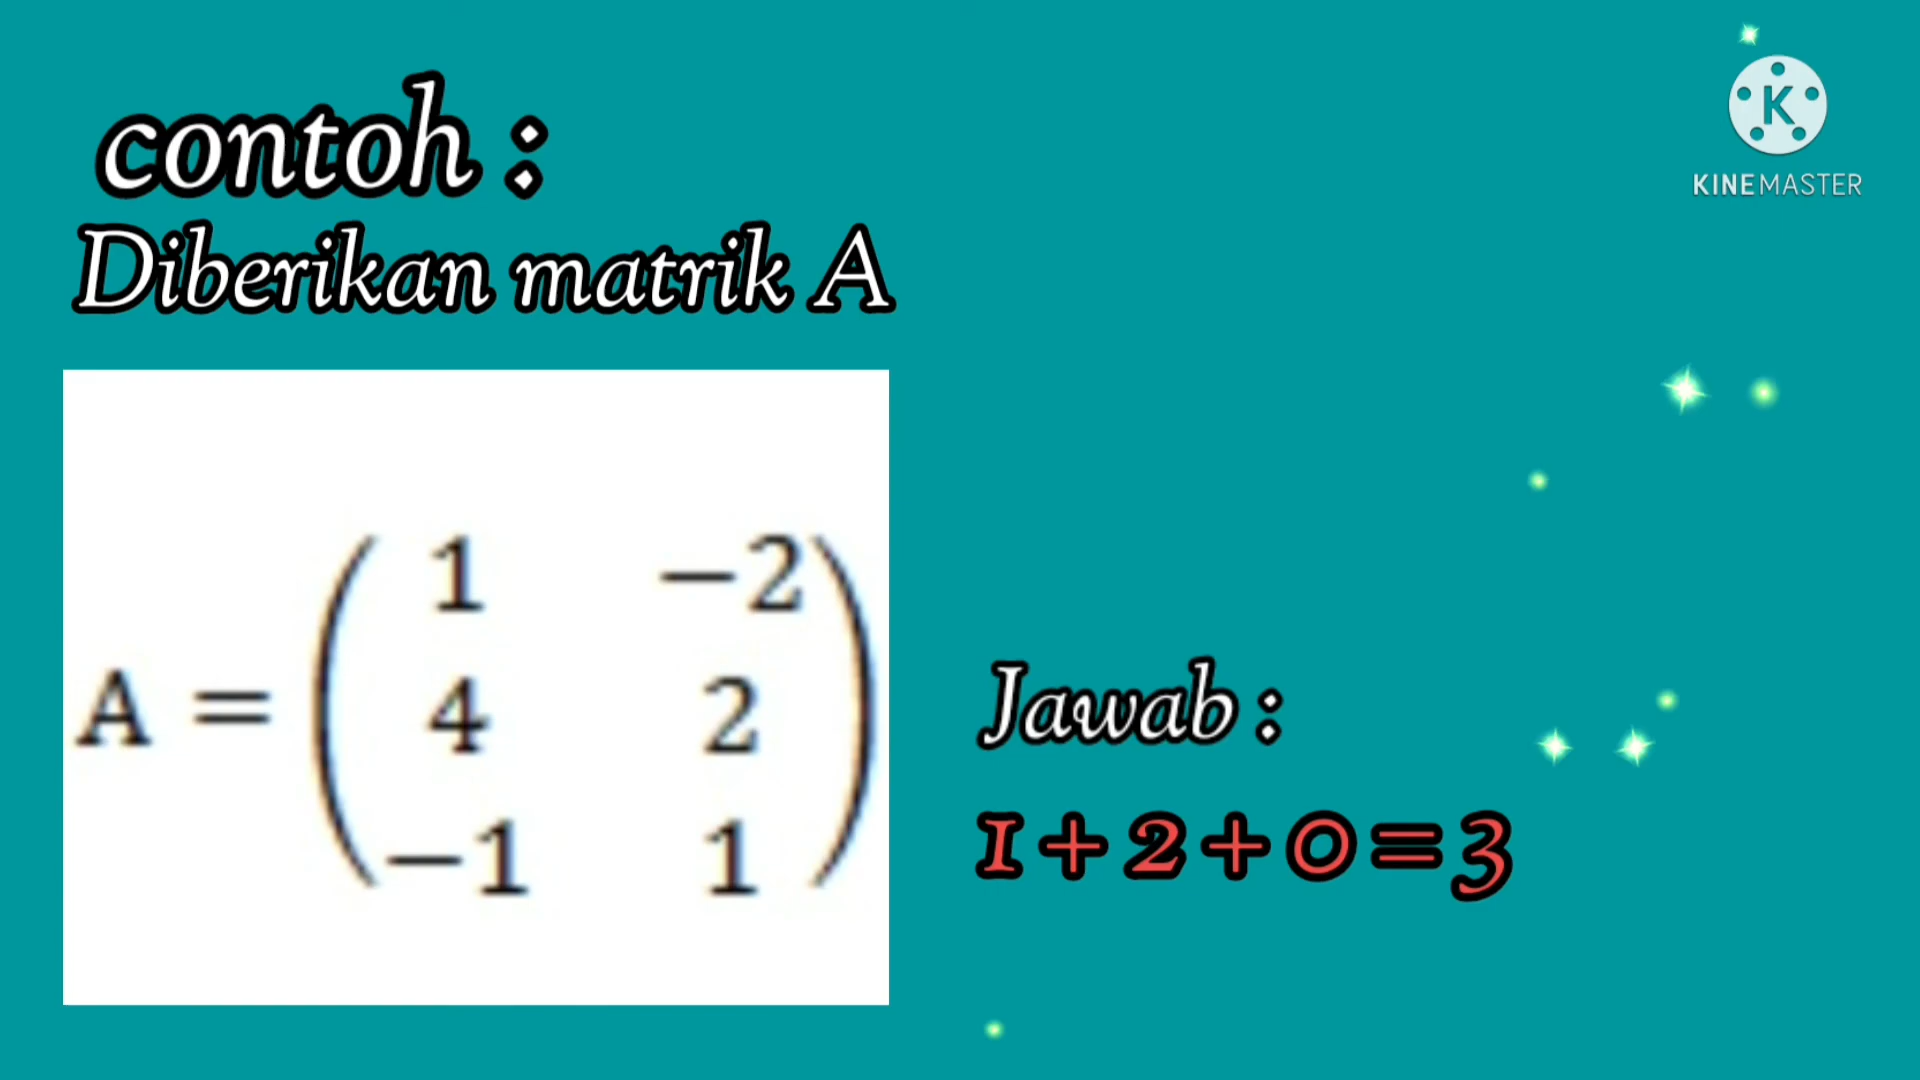 contoh :
Diberikan matrik A
KINEMASTER
A = ( 1 −2
4 2
−1 1 )
Jawab :
1+2+0=3